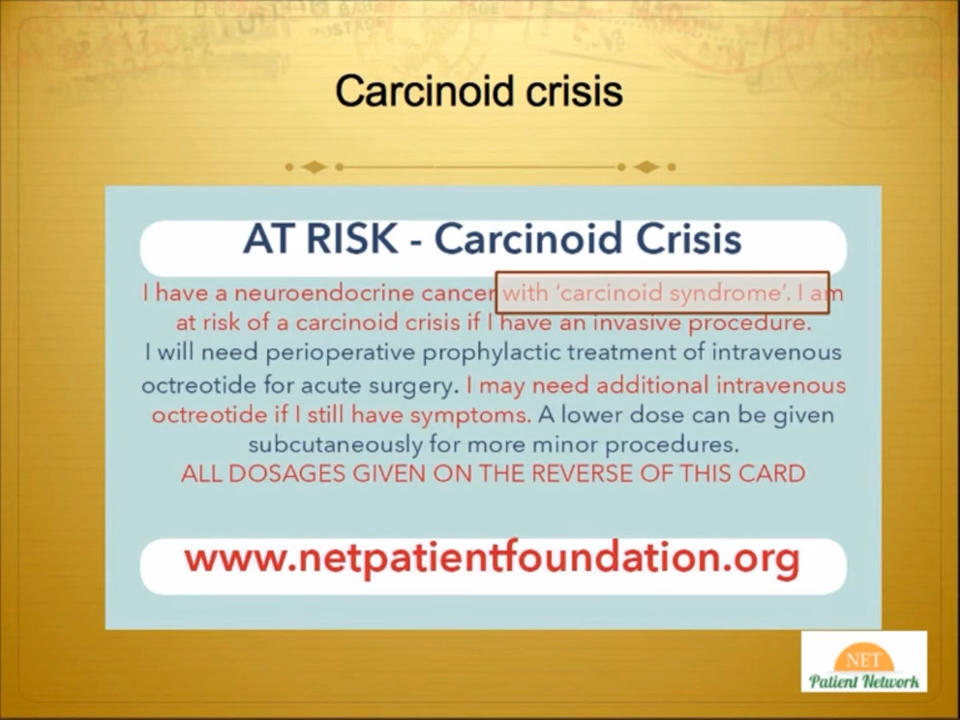 Carcinoid crisis
AT RISK - Carcinoid Crisis
I have a neuroendocrine cancer with 'carcinoid syndrome'. I am
at risk of a carcinoid crisis if I have an invasive procedure.
I will need perioperative prophylactic treatment of intravenous
octreotide for acute surgery. I may need additional intravenous
octreotide if I still have symptoms. A lower dose can be given
subcutaneously for more minor procedures.
ALL DOSAGES GIVEN ON THE REVERSE OF THIS CARD
www.netpatientfoundation.org
NET
Patient Network